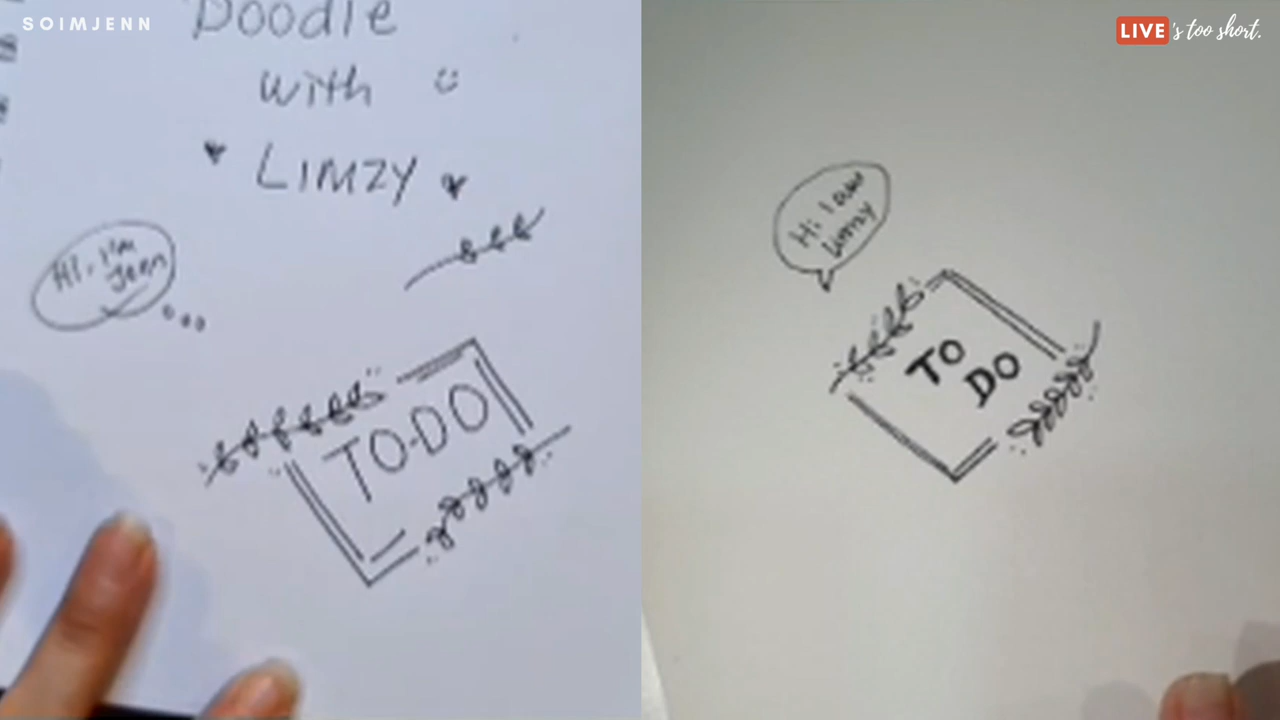 SOIMJENN
Doodle
with
LIMZY
Hi, I'm
Jenn
TO-DO
LIVE's too short.
Hi I am
Limzy
TO
DO